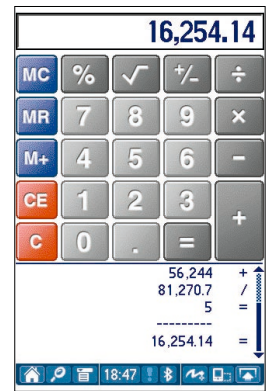 16,254.14
MC % √ +/− ÷
MR 7 8 9 ×
M+ 4 5 6 −
CE 1 2 3 +
C 0 . =
56,244 +
81,270.7 /
5 =
---------
16,254.14 =
18:47